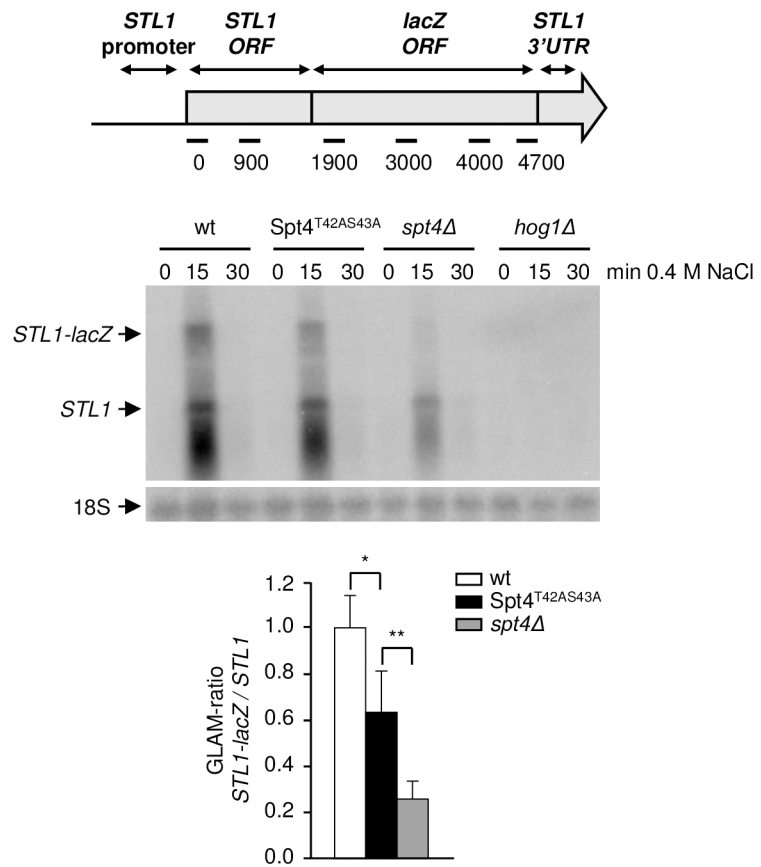 STL1 STL1 lacZ STL1
promoter ORF ORF 3'UTR
0 900 1900 3000 4000 4700
wt Spt4T42AS43A spt4Δ hog1Δ
0 15 30 0 15 30 0 15 30 0 15 30 min 0.4 M NaCl
STL1-lacZ
STL1
18S
GLAM-ratio
STL1-lacZ / STL1
1.2
1.0
0.8
0.6
0.4
0.2
0.0
*
**
wt
Spt4T42AS43A
spt4Δ